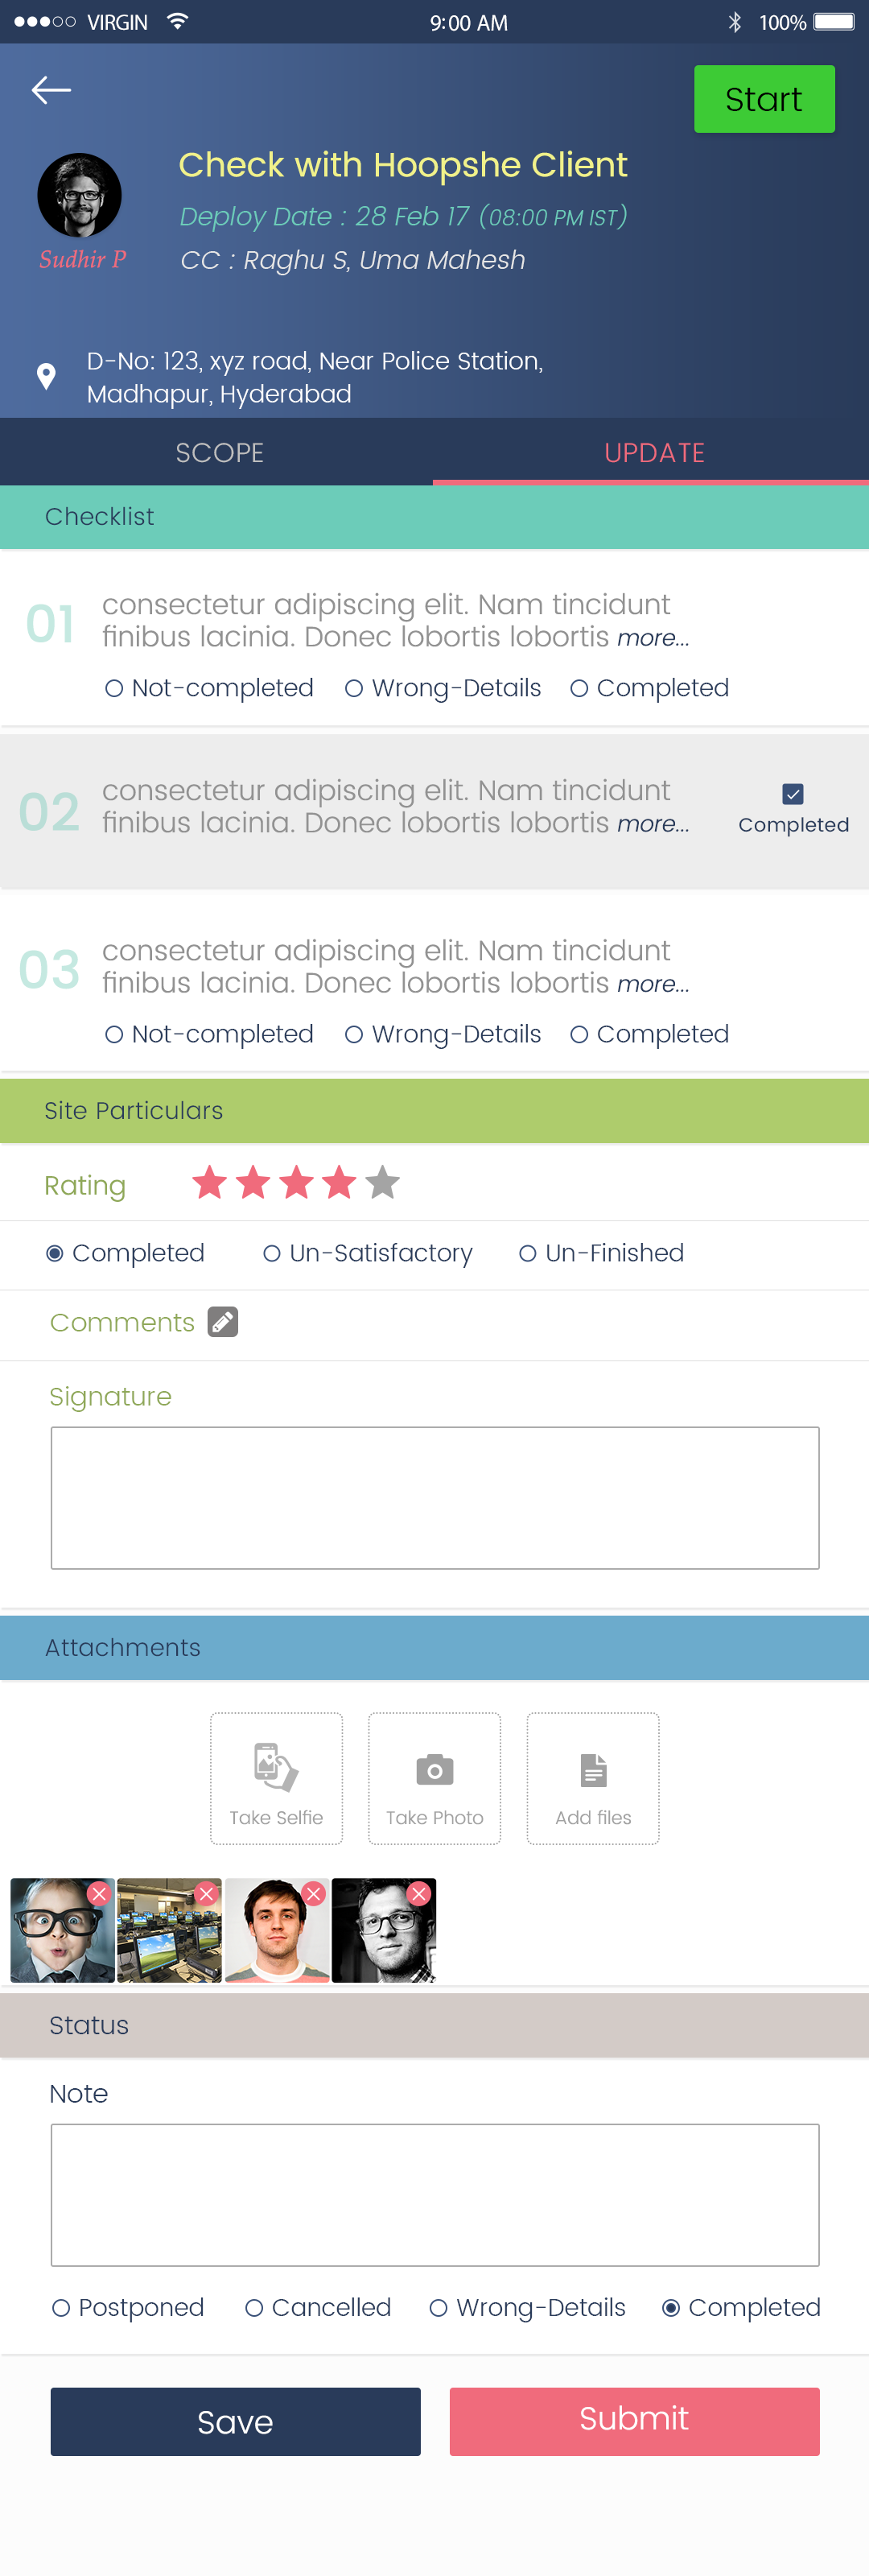 VIRGIN 9:00 AM 100%
Start
Check with Hoopshe Client
Deploy Date : 28 Feb 17 (08:00 PM IST)
Sudhir P
CC : Raghu S, Uma Mahesh
D-No: 123, xyz road, Near Police Station,
Madhapur, Hyderabad
SCOPE UPDATE
Checklist
01
consectetur adipiscing elit. Nam tincidunt
finibus lacinia. Donec lobortis lobortis more...
Not-completed Wrong-Details Completed
02
consectetur adipiscing elit. Nam tincidunt
finibus lacinia. Donec lobortis lobortis more...
Completed
03
consectetur adipiscing elit. Nam tincidunt
finibus lacinia. Donec lobortis lobortis more...
Not-completed Wrong-Details Completed
Site Particulars
Rating
Completed Un-Satisfactory Un-Finished
Comments
Signature
Attachments
Take Selfie Take Photo Add files
Status
Note
Postponed Cancelled Wrong-Details Completed
Save Submit